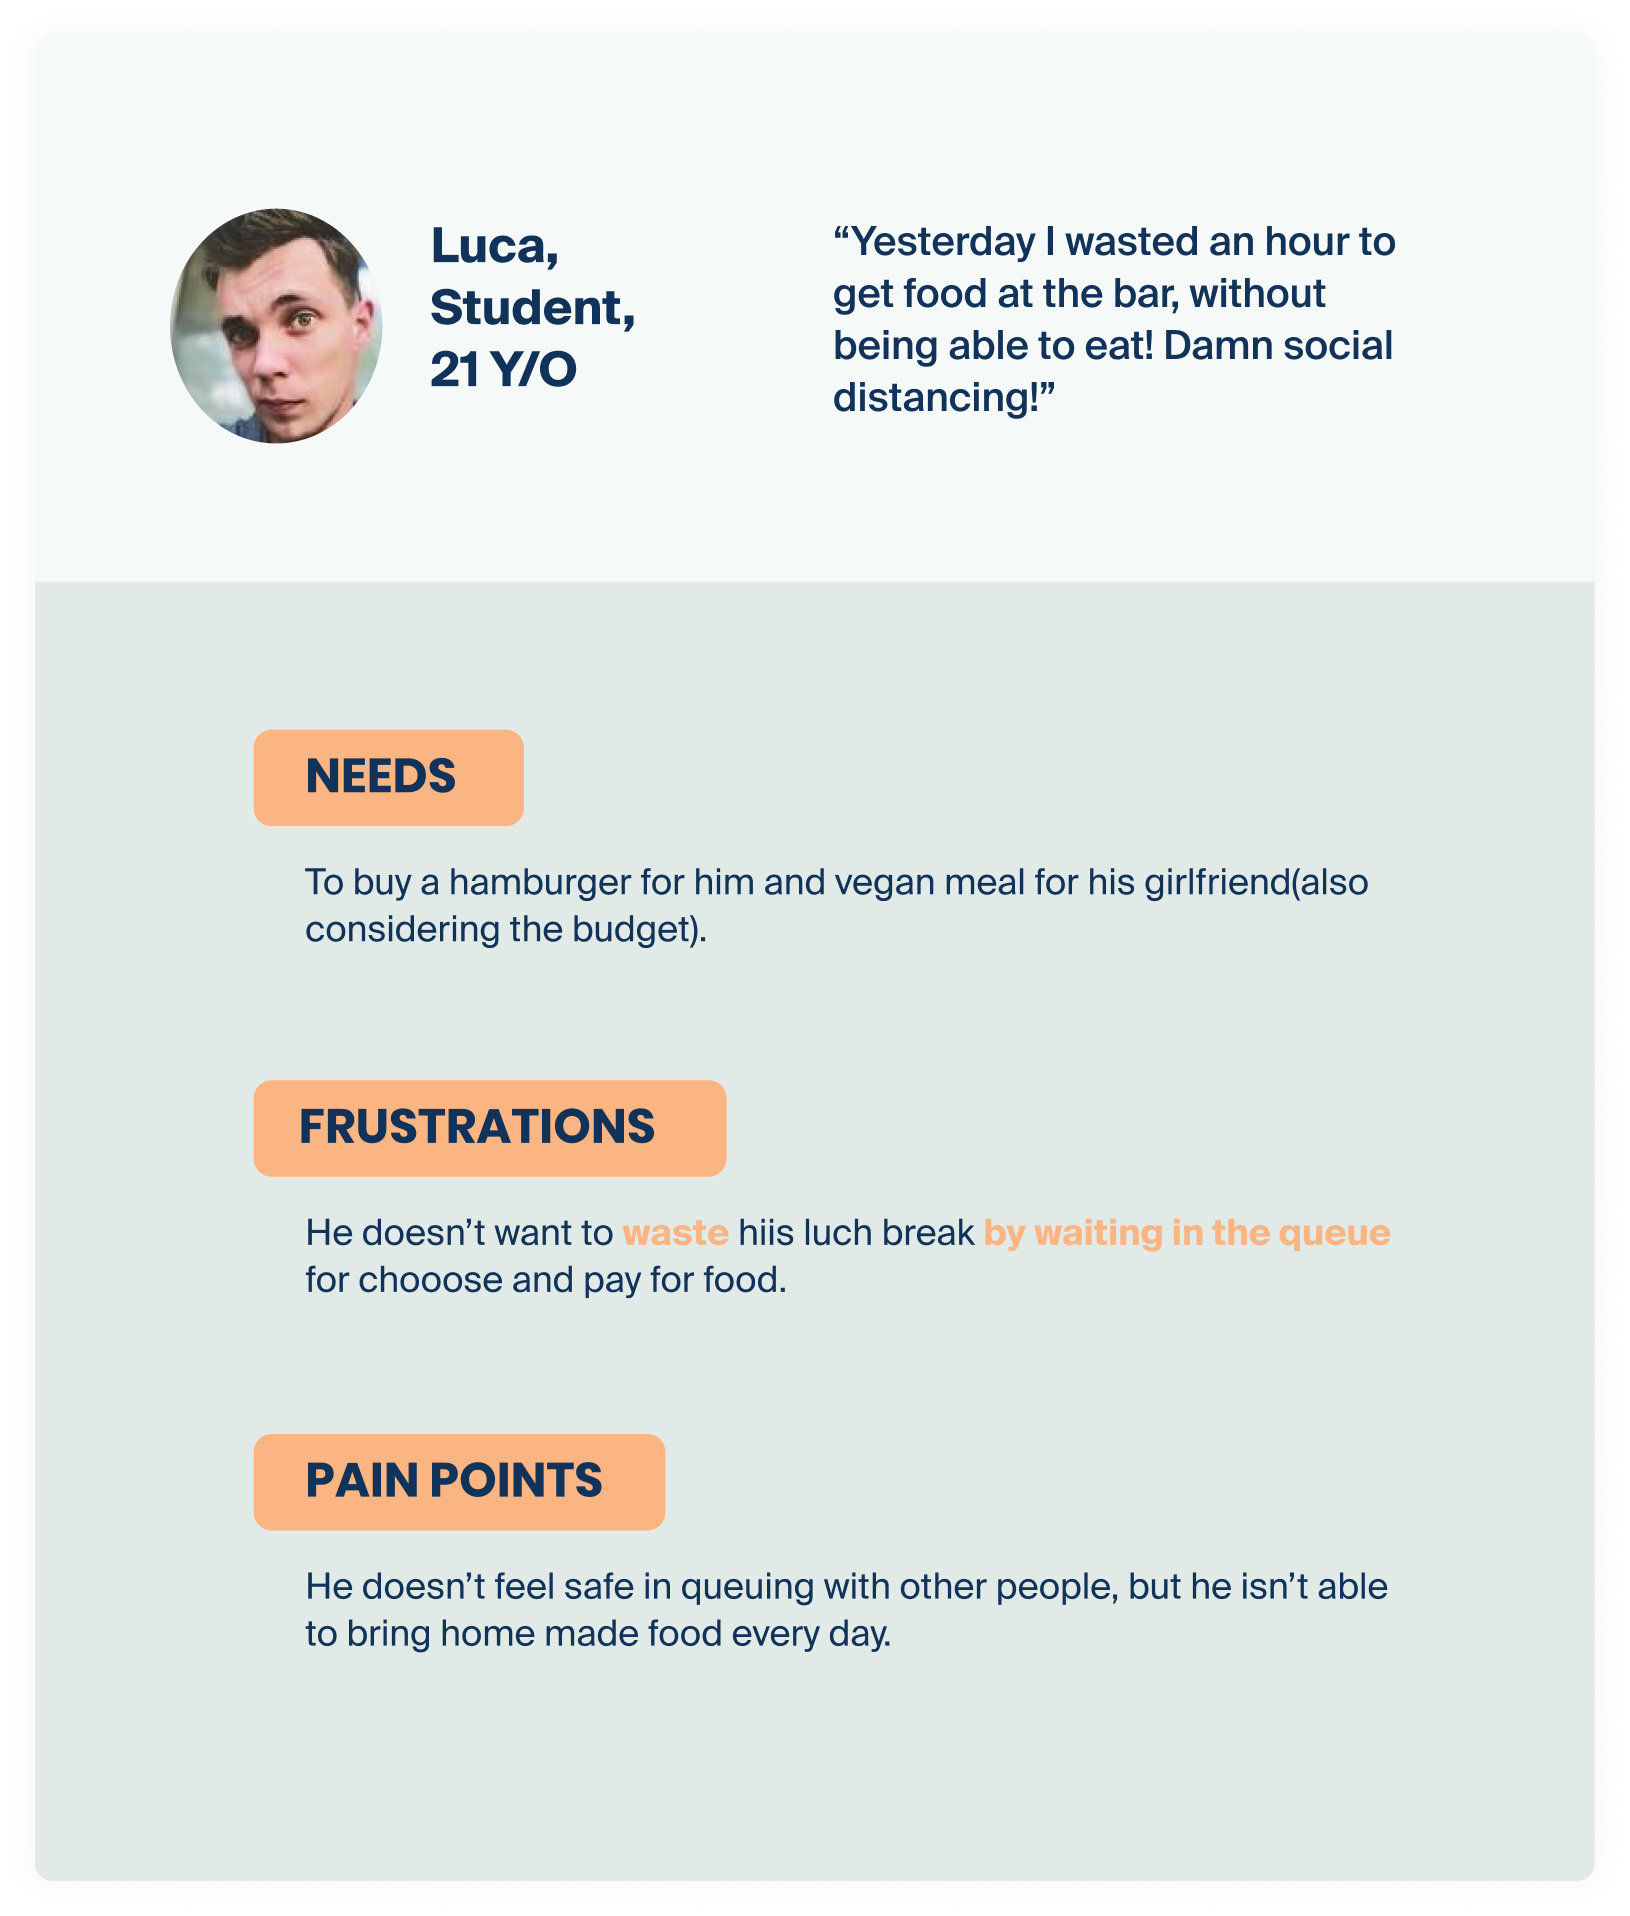 Luca,
Student,
21 Y/O
“Yesterday I wasted an hour to
get food at the bar, without
being able to eat! Damn social
distancing!”
NEEDS
To buy a hamburger for him and vegan meal for his girlfriend(also
considering the budget).
FRUSTRATIONS
He doesn’t want to waste hiis luch break by waiting in the queue
for chooose and pay for food.
PAIN POINTS
He doesn’t feel safe in queuing with other people, but he isn’t able
to bring home made food every day.